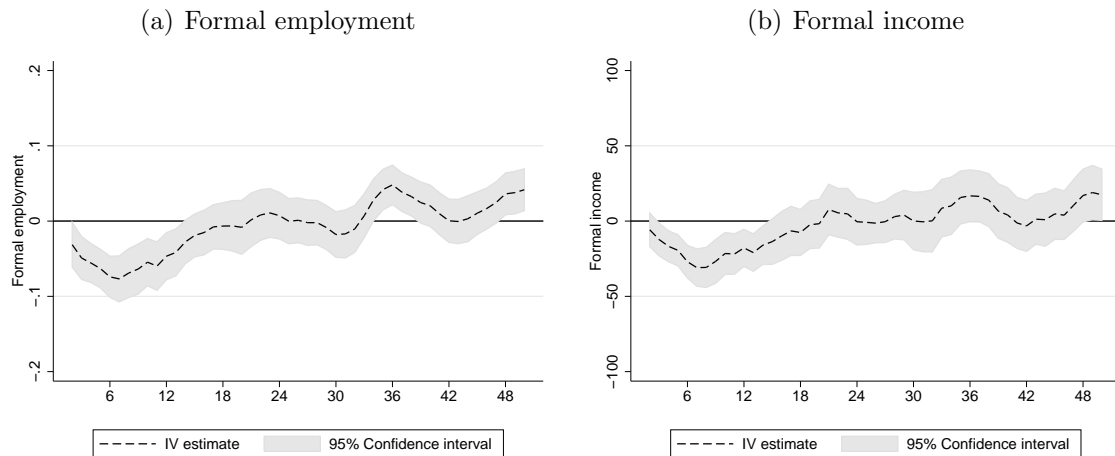 (a) Formal employment
Formal employment
.2
.1
0
-.1
-.2
6 12 18 24 30 36 42 48
IV estimate 95% Confidence interval
(b) Formal income
Formal income
100
50
0
-50
-100
6 12 18 24 30 36 42 48
IV estimate 95% Confidence interval